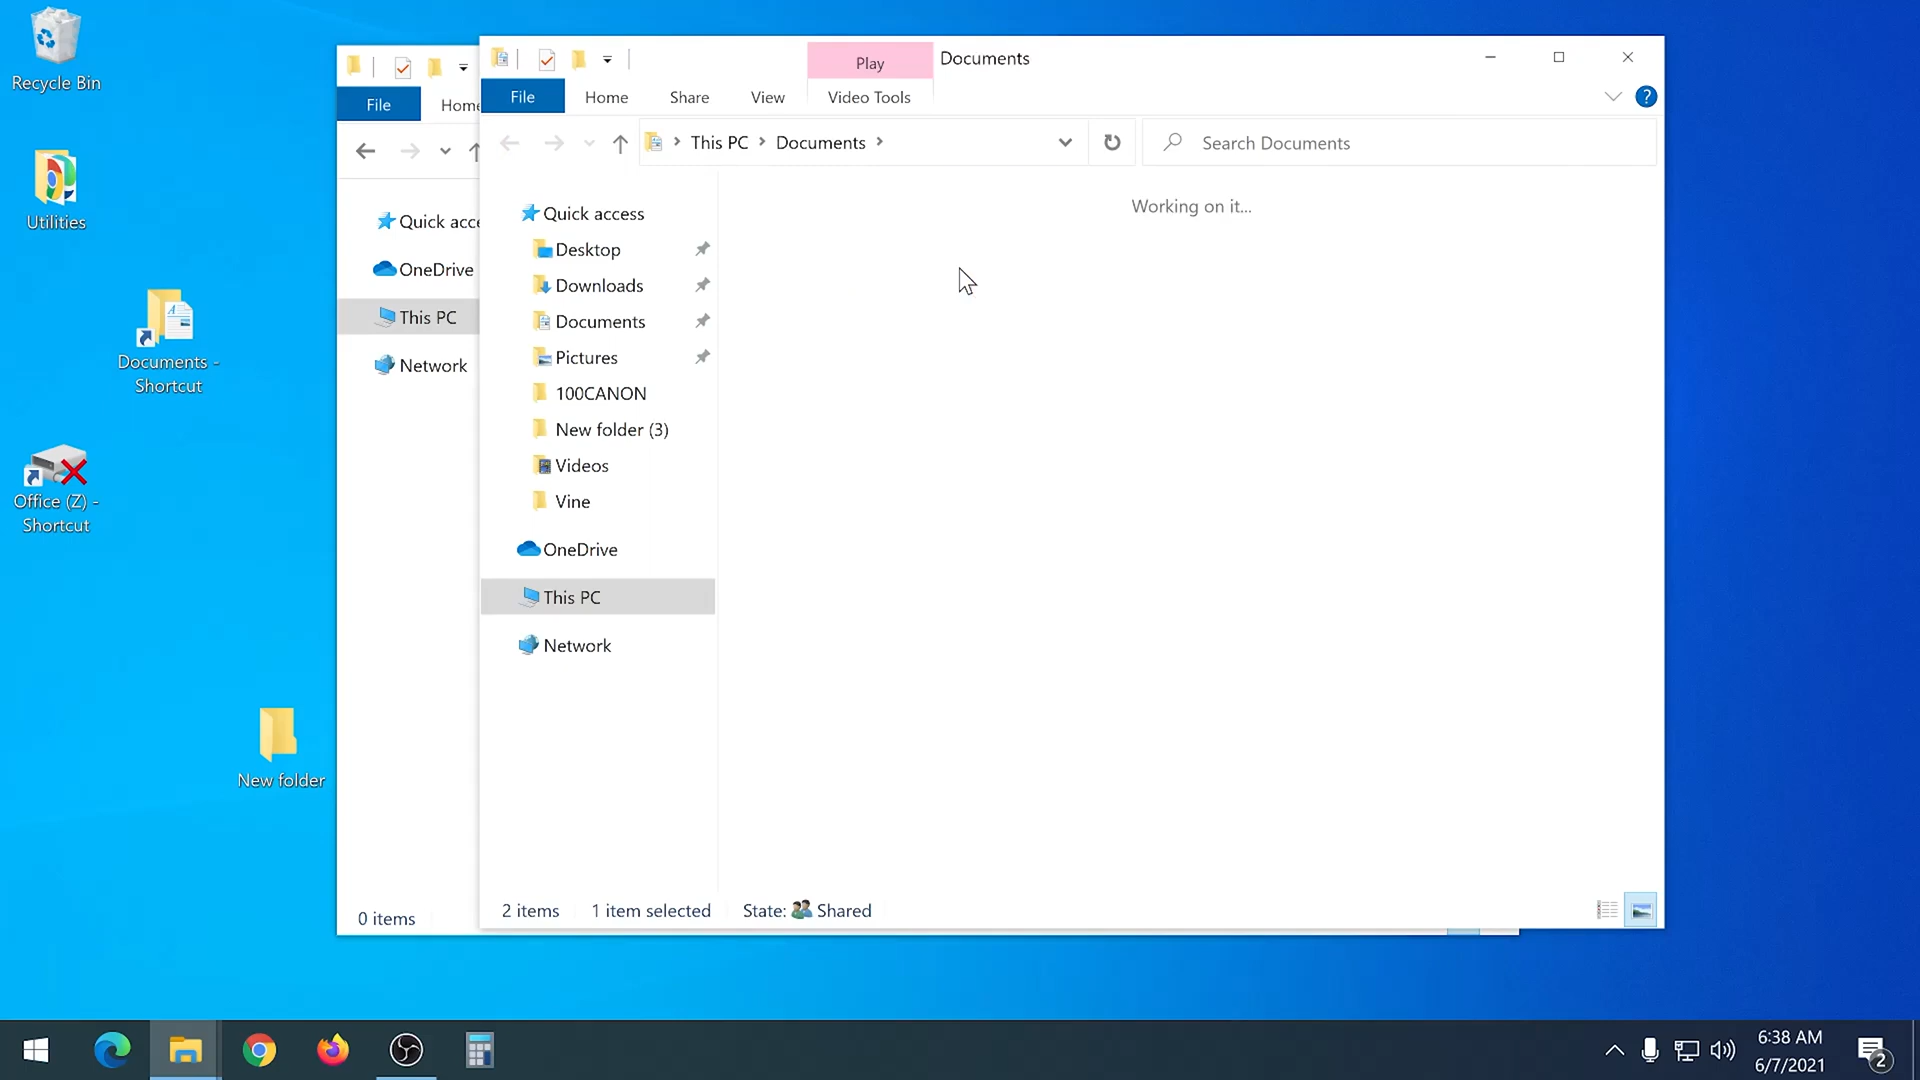 Recycle Bin
Utilities
Documents -
Shortcut
Office (Z) -
Shortcut
New folder
File
Home
Quick acce
OneDrive
This PC
Network
0 items
Play
Documents
File
Home
Share
View
Video Tools
?
This PC
Documents
Search Documents
Working on it...
Quick access
Desktop
Downloads
Documents
Pictures
100CANON
New folder (3)
Videos
Vine
OneDrive
This PC
Network
2 items
1 item selected
State: Shared
6:38 AM
6/7/2021
2